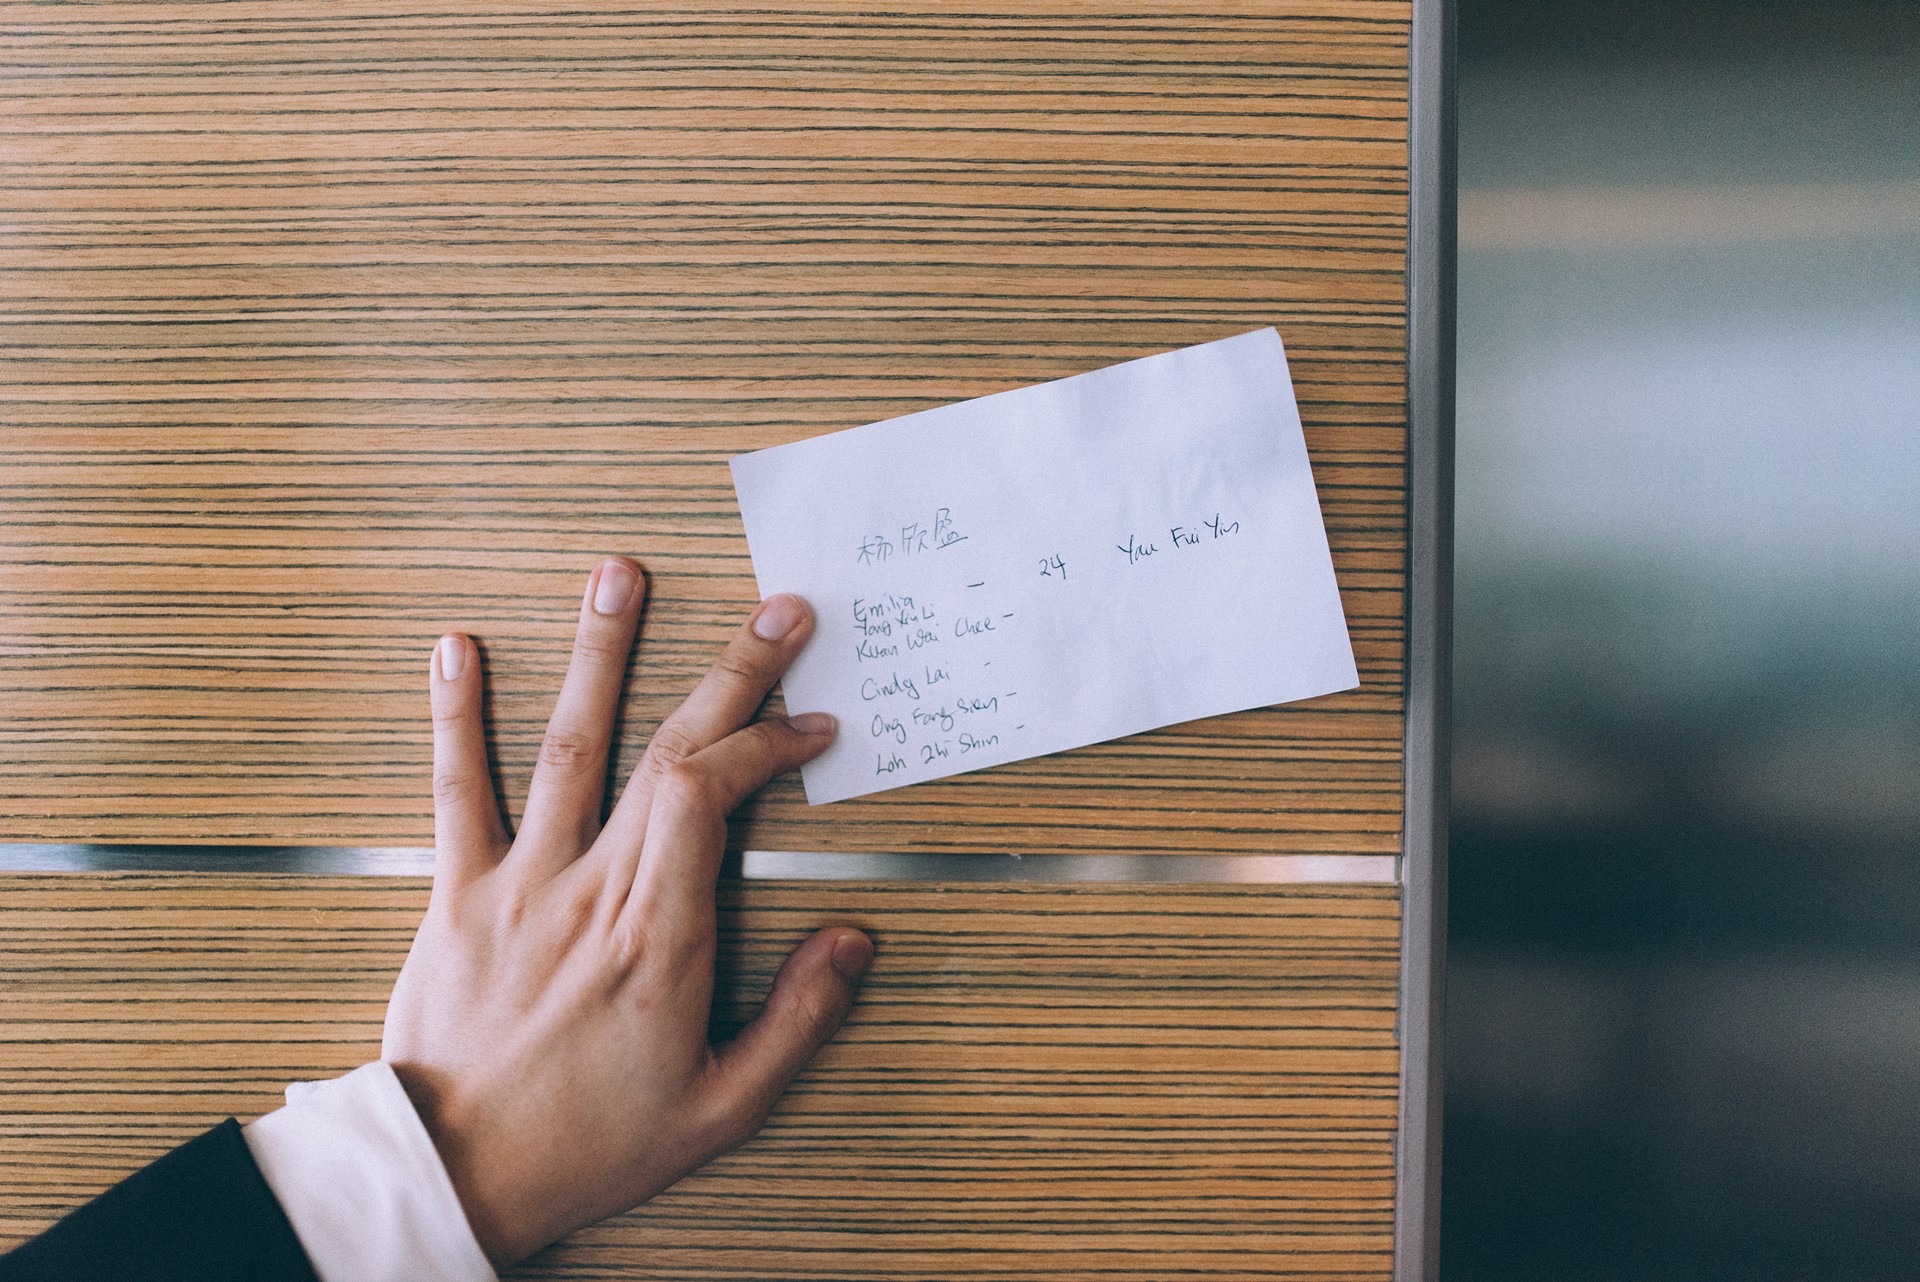 杨欣盈
Emilia - 24 Yau Fui Yin
Yong Xin Li
Kuan Wai Chee -
Cindy Lai -
Ong Fang Sien -
Loh Zhi Shin -